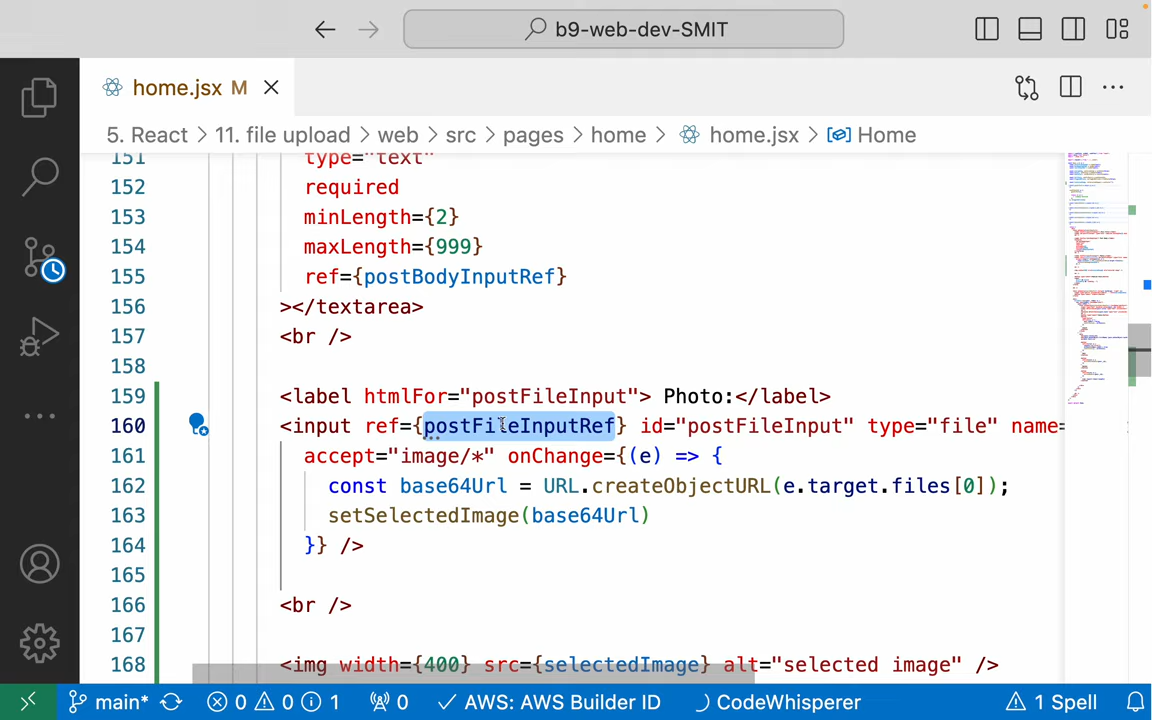 b9-web-dev-SMIT
home.jsx M
5. React > 11. file upload > web > src > pages > home > home.jsx > Home
151 type="text"
152 required
153 minLength={2}
154 maxLength={999}
155 ref={postBodyInputRef}
156 ></textarea>
157 <br />
158
159 <label htmlFor="postFileInput"> Photo:</label>
160 <input ref={postFileInputRef} id="postFileInput" type="file" name=
161 accept="image/*" onChange={(e) => {
162 const base64Url = URL.createObjectURL(e.target.files[0]);
163 setSelectedImage(base64Url)
164 }} />
165
166 <br />
167
168 <img width={400} src={selectedImage} alt="selected image" />
main* 0 0 1 0 AWS: AWS Builder ID CodeWhisperer 1 Spell